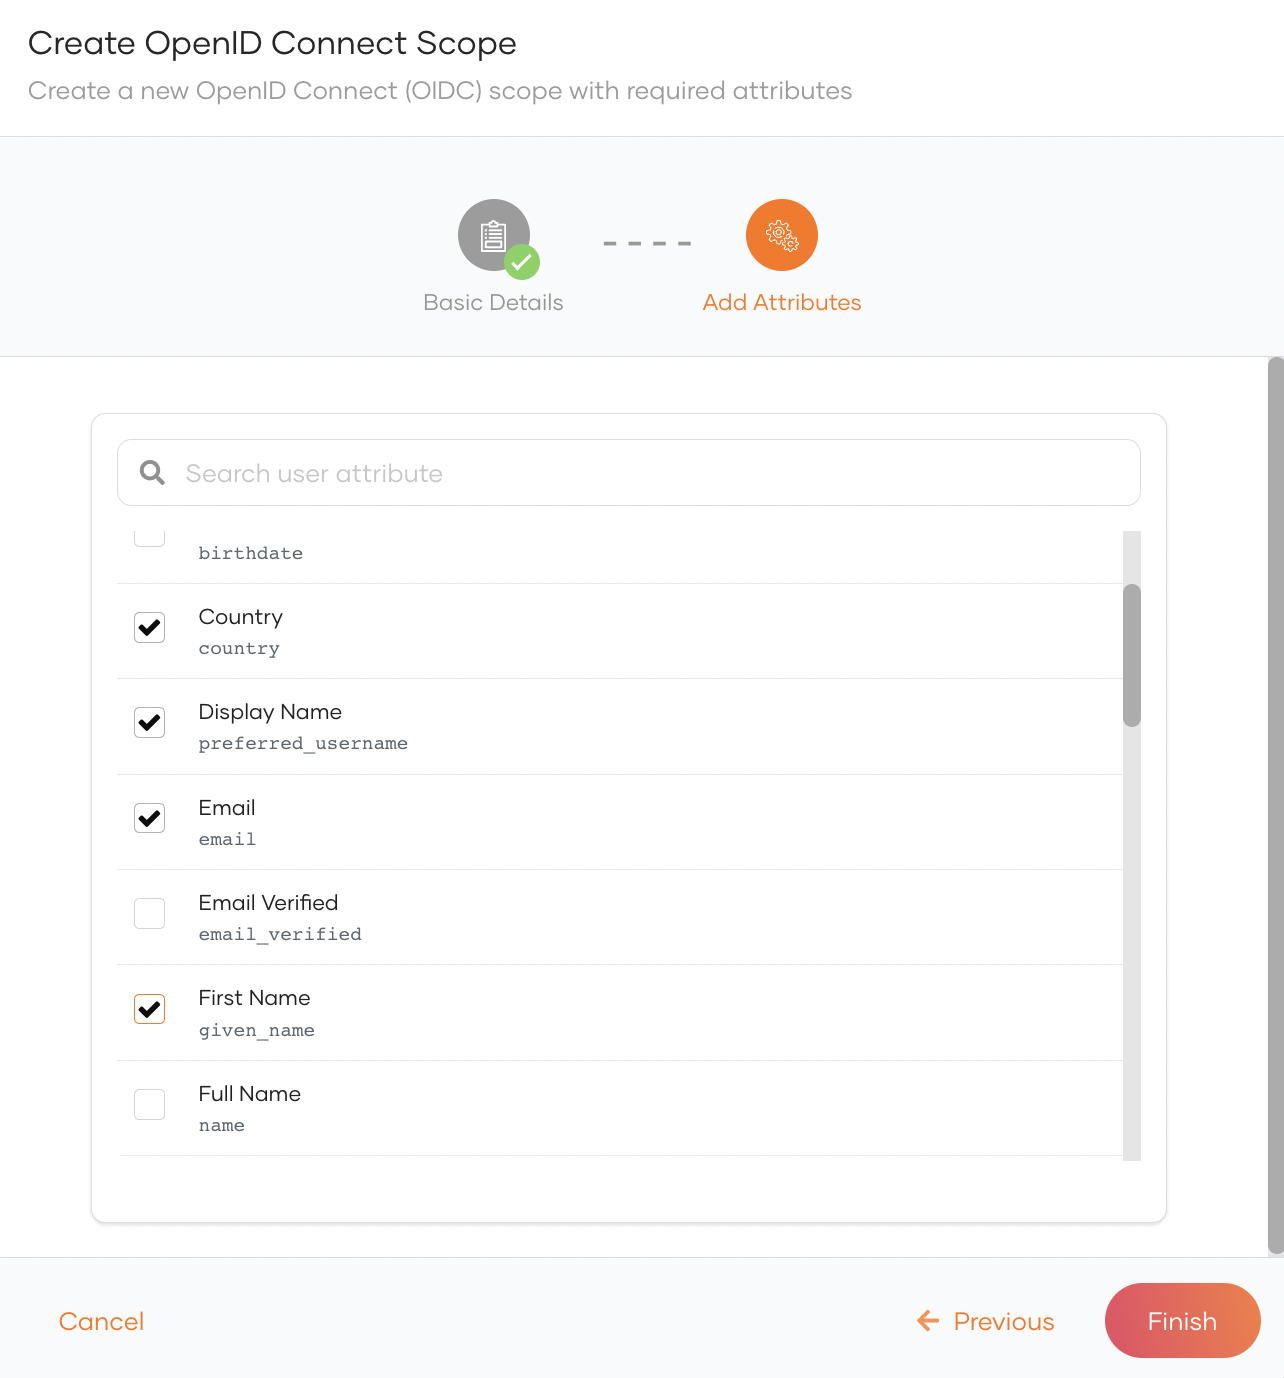 Create OpenID Connect Scope
Create a new OpenID Connect (OIDC) scope with required attributes
Basic Details
Add Attributes
Search user attribute
birthdate
Country
country
Display Name
preferred_username
Email
email
Email Verified
email_verified
First Name
given_name
Full Name
name
Cancel
Previous
Finish